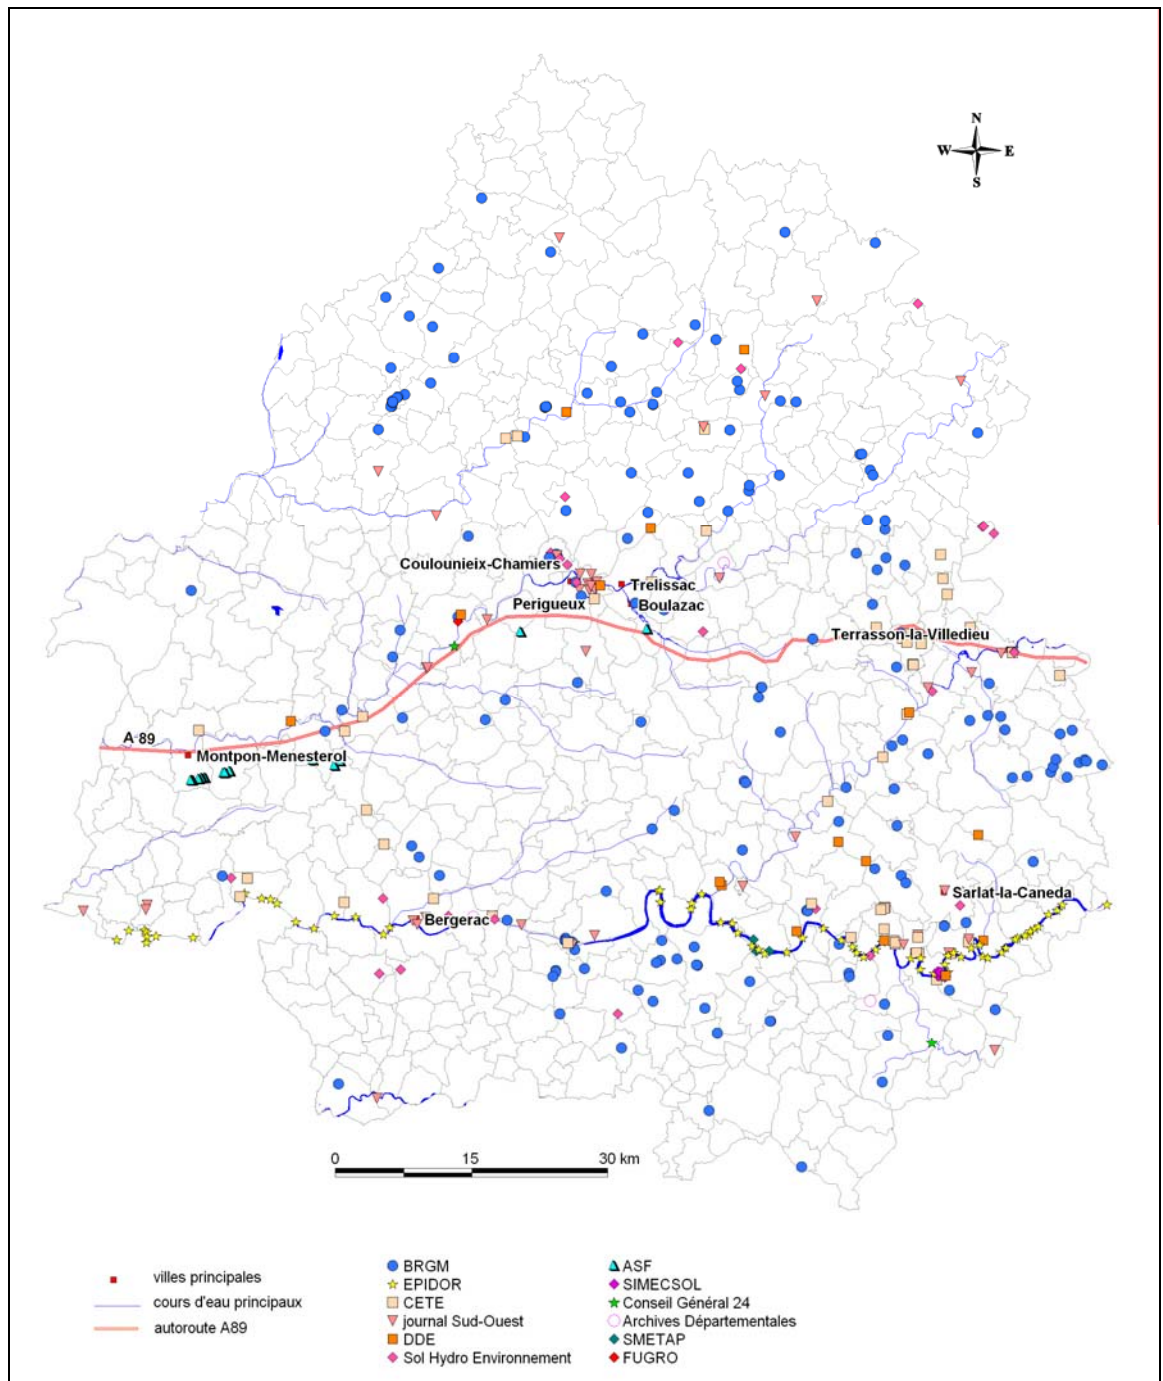 N
W E
S
Coulounieix-Chamiers
Trelissac
Perigueux
Boulazac
Terrasson-la-Villedieu
A 89
Montpon-Menesterol
Sarlat-la-Caneda
Bergerac
0 15 30 km
villes principales
cours d'eau principaux
autoroute A89
BRGM
EPIDOR
CETE
journal Sud-Ouest
DDE
Sol Hydro Environnement
ASF
SIMECSOL
Conseil Général 24
Archives Départementales
SMETAP
FUGRO